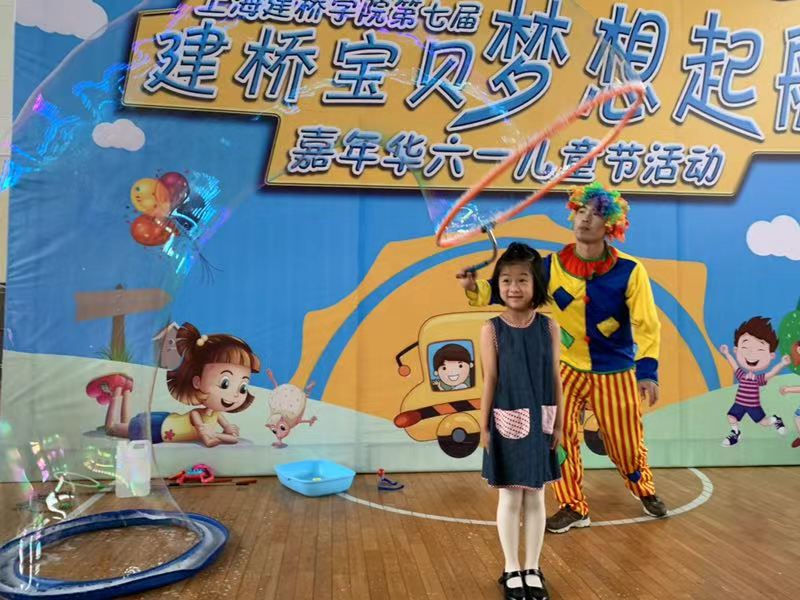 上海建桥学院第七届
建桥宝贝梦想起航
嘉年华六一儿童节活动